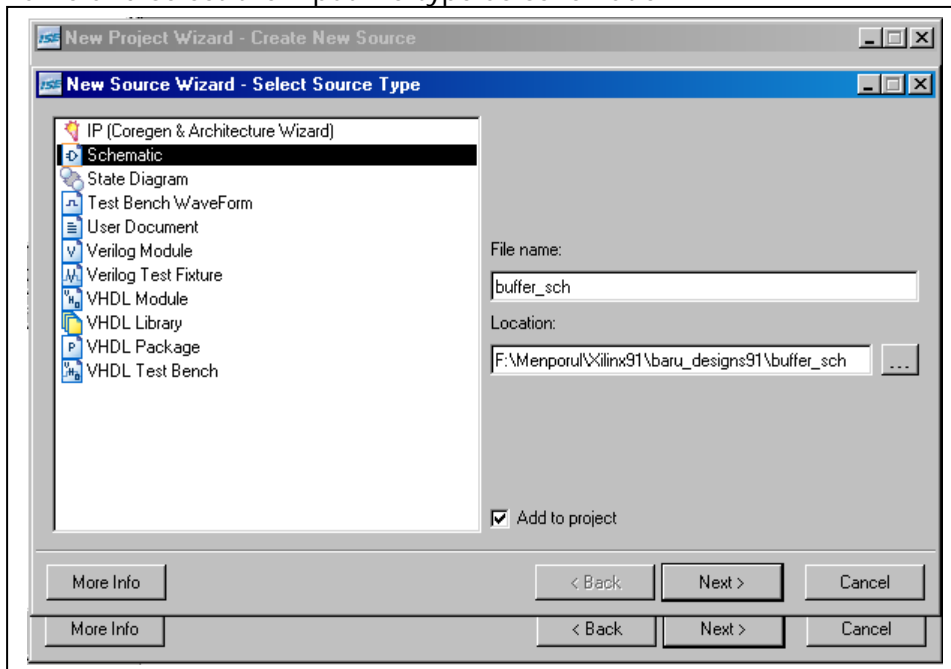 New Project Wizard - Create New Source
New Source Wizard - Select Source Type
IP (Coregen & Architecture Wizard)
Schematic
State Diagram
Test Bench WaveForm
User Document
Verilog Module
Verilog Test Fixture
VHDL Module
VHDL Library
VHDL Package
VHDL Test Bench
File name:
buffer_sch
Location:
F:\Menporul\Xilinx91\baru_designs91\buffer_sch
...
Add to project
More Info
< Back
Next >
Cancel
More Info
< Back
Next >
Cancel